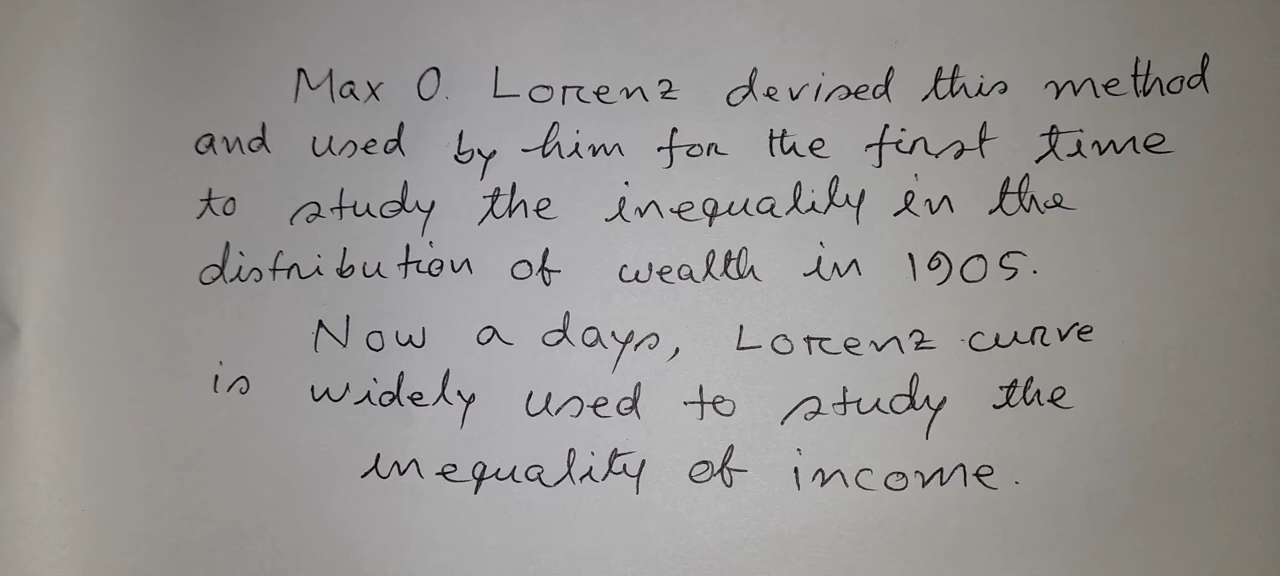 Max O. Lorenz devised this method
and used by him for the first time
to study the inequality in the
distribution of wealth in 1905.
Now a days, Lorenz curve
is widely used to study the
inequality of income.